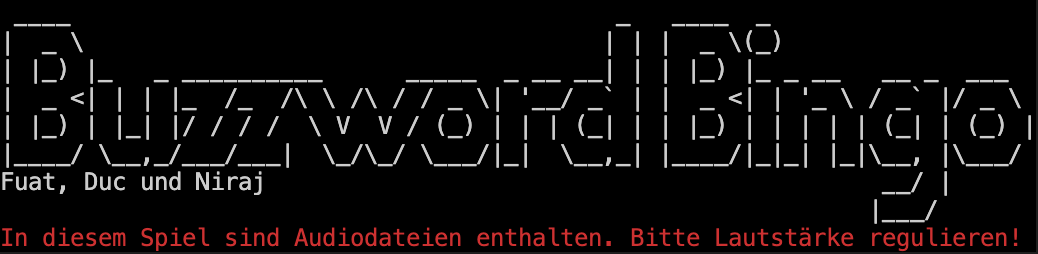 Buzzword Bingo
Fuat, Duc und Niraj
In diesem Spiel sind Audiodateien enthalten. Bitte Lautstärke regulieren!